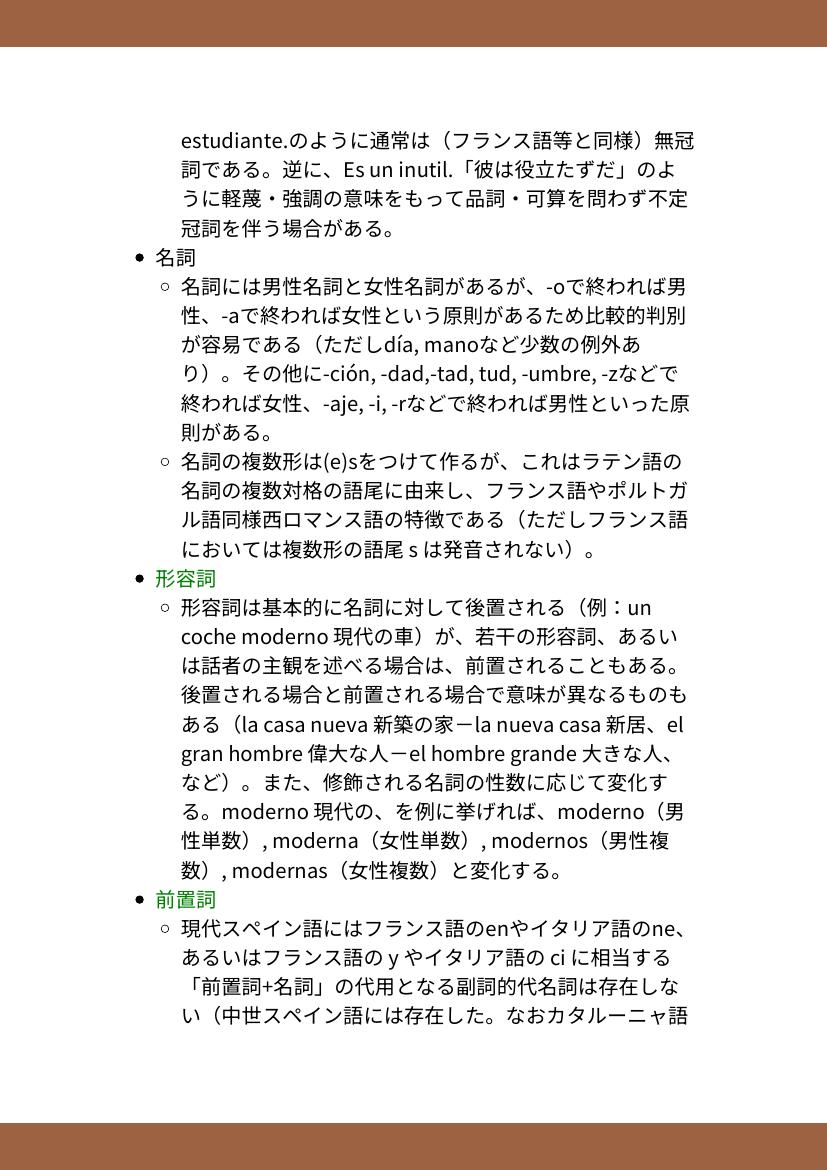 estudiante.のように通常は（フランス語等と同様）無冠
詞である。逆に、Es un inutil.「彼は役立たずだ」のよ
うに軽蔑・強調の意味をもって品詞・可算を問わず不定
冠詞を伴う場合がある。
• 名詞
○ 名詞には男性名詞と女性名詞があるが、-oで終われば男
性、-aで終われば女性という原則があるため比較的判別
が容易である（ただしdía, manoなど少数の例外あ
り）。その他に-ción, -dad,-tad, tud, -umbre, -zなどで
終われば女性、-aje, -i, -rなどで終われば男性といった原
則がある。
○ 名詞の複数形は(e)sをつけて作るが、これはラテン語の
名詞の複数対格の語尾に由来し、フランス語やポルトガ
ル語同様西ロマンス語の特徴である（ただしフランス語
においては複数形の語尾 s は発音されない）。
• 形容詞
○ 形容詞は基本的に名詞に対して後置される（例：un
coche moderno 現代の車）が、若干の形容詞、あるい
は話者の主観を述べる場合は、前置されることもある。
後置される場合と前置される場合で意味が異なるものも
ある（la casa nueva 新築の家－la nueva casa 新居、el
gran hombre 偉大な人－el hombre grande 大きな人、
など）。また、修飾される名詞の性数に応じて変化す
る。moderno 現代の、を例に挙げれば、moderno（男
性単数）, moderna（女性単数）, modernos（男性複
数）, modernas（女性複数）と変化する。
• 前置詞
○ 現代スペイン語にはフランス語のenやイタリア語のne、
あるいはフランス語の y やイタリア語の ci に相当する
「前置詞+名詞」の代用となる副詞的代名詞は存在しな
い（中世スペイン語には存在した。なおカタルーニャ語